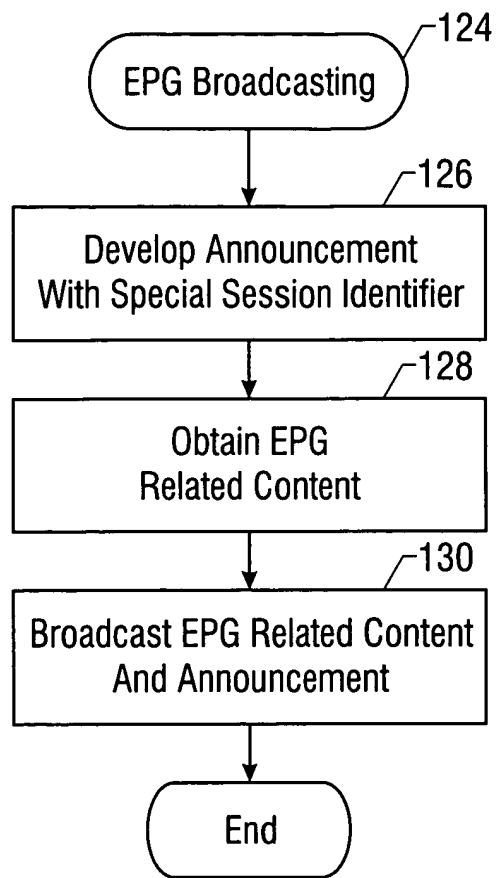 124
EPG Broadcasting
126
Develop Announcement
With Special Session Identifier
128
Obtain EPG
Related Content
130
Broadcast EPG Related Content
And Announcement
End